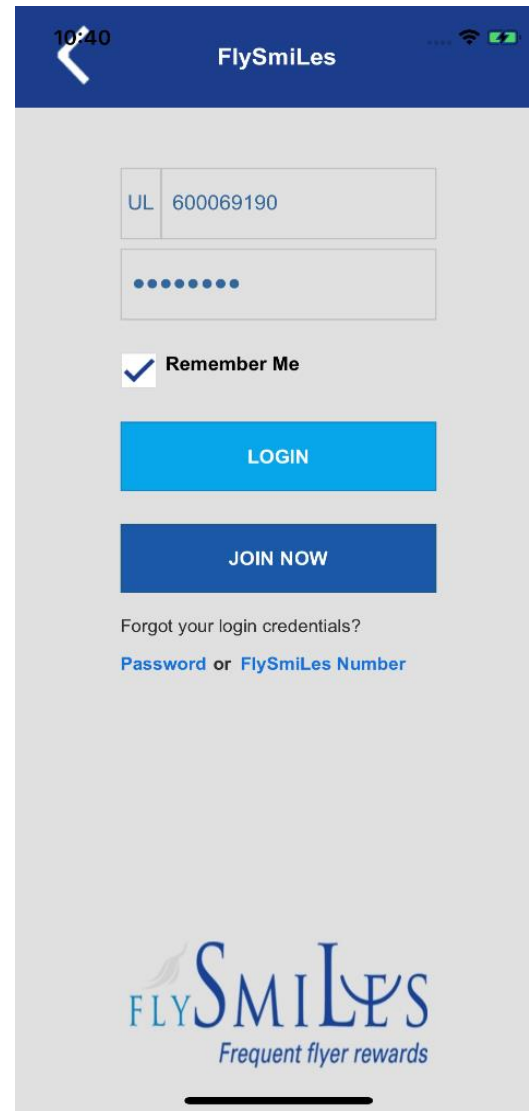 10:40
FlySmiLes
UL 600069190
••••••••
Remember Me
LOGIN
JOIN NOW
Forgot your login credentials?
Password or FlySmiLes Number
FLYSMILES
Frequent flyer rewards